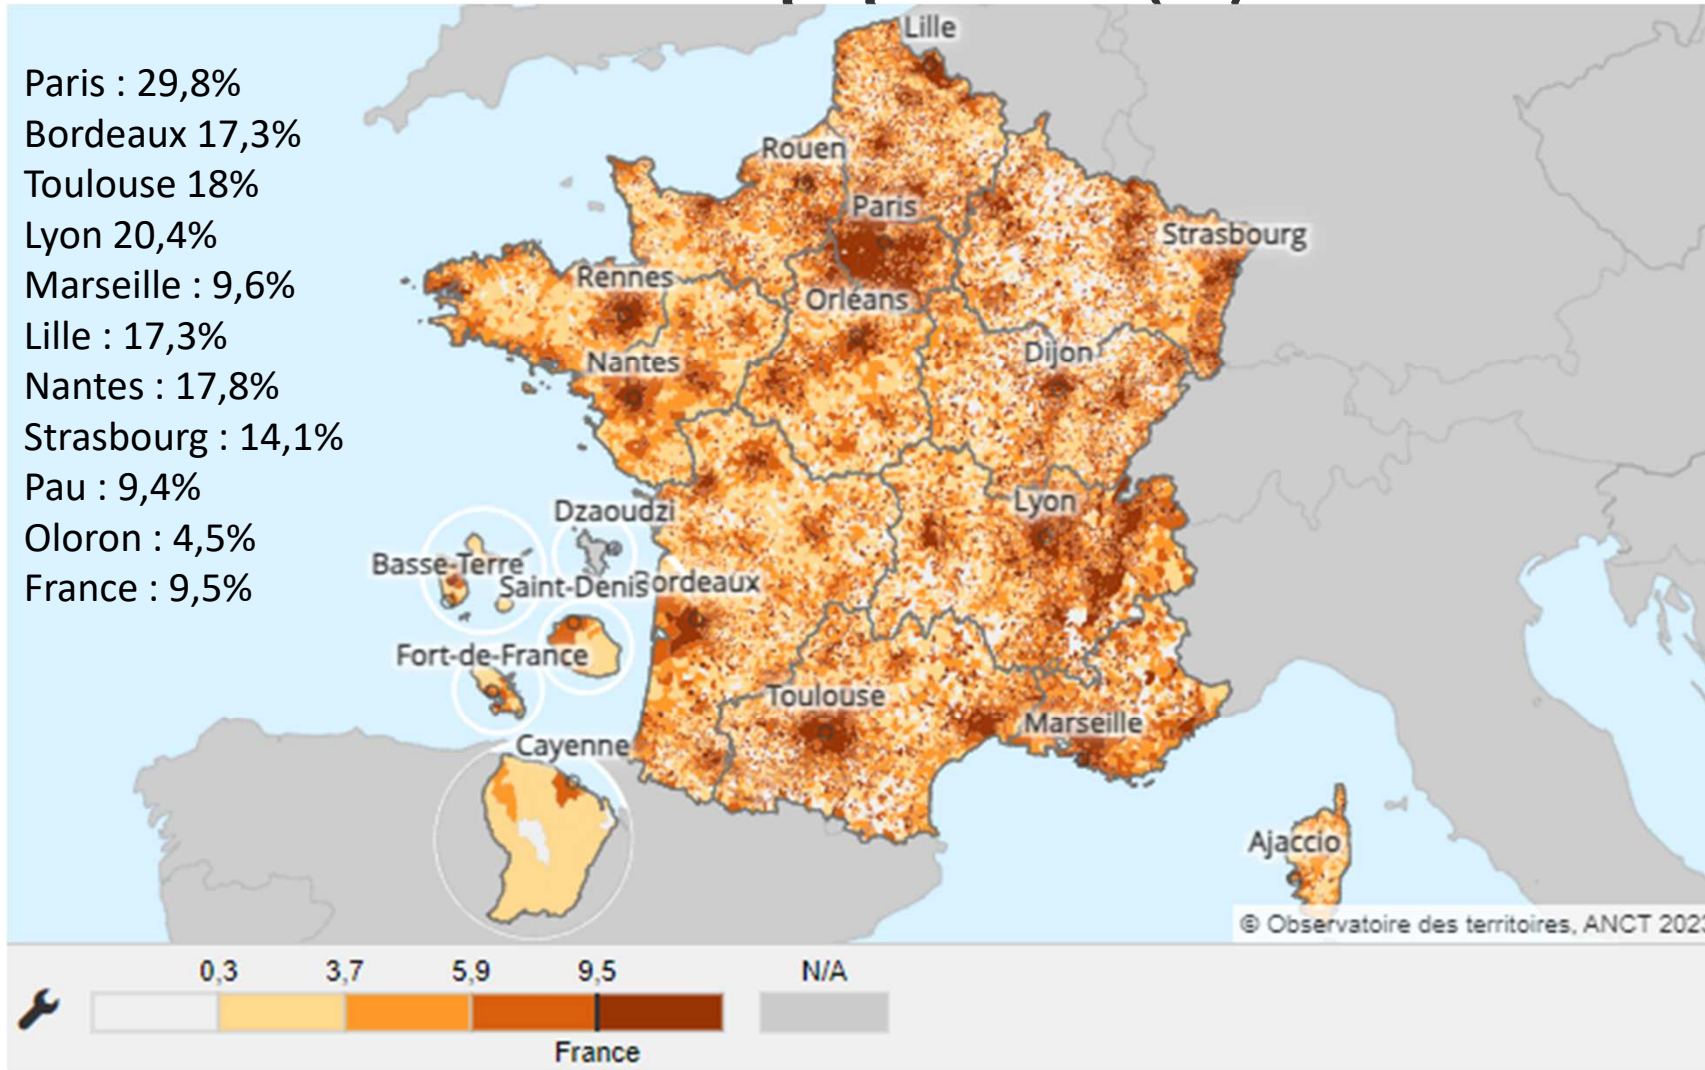 Paris : 29,8%
Bordeaux 17,3%
Toulouse 18%
Lyon 20,4%
Marseille : 9,6%
Lille : 17,3%
Nantes : 17,8%
Strasbourg : 14,1%
Pau : 9,4%
Oloron : 4,5%
France : 9,5%
Lille
Rouen
Paris
Strasbourg
Rennes
Orléans
Dijon
Nantes
Lyon
Dzaoudzi
Basse-Terre
Saint-Denis
Bordeaux
Fort-de-France
Toulouse
Marseille
Cayenne
Ajaccio
© Observatoire des territoires, ANCT 2023
0,3 3,7 5,9 9,5 N/A
France